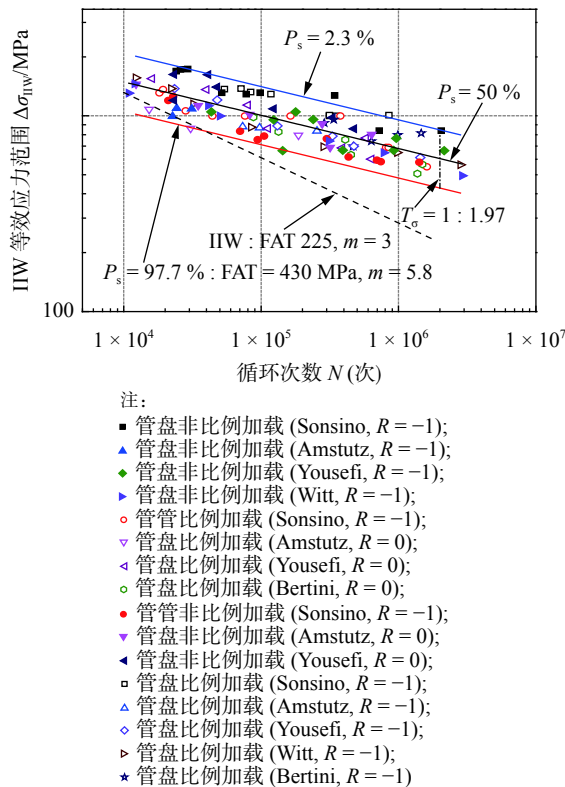 IIW 等效应力范围 Δσ_IIW/MPa
P_s = 2.3 %
P_s = 50 %
T_σ = 1 : 1.97
IIW : FAT 225, m = 3
P_s = 97.7 % : FAT = 430 MPa, m = 5.8
100
1 × 10⁴
1 × 10⁵
1 × 10⁶
1 × 10⁷
循环次数 N (次)
注:
管盘非比例加载 (Sonsino, R = −1);
管盘非比例加载 (Amstutz, R = −1);
管盘非比例加载 (Yousefi, R = −1);
管盘非比例加载 (Witt, R = −1);
管管比例加载 (Sonsino, R = −1);
管盘比例加载 (Amstutz, R = 0);
管盘比例加载 (Yousefi, R = 0);
管盘比例加载 (Bertini, R = 0);
管管非比例加载 (Sonsino, R = −1);
管盘非比例加载 (Amstutz, R = 0);
管盘非比例加载 (Yousefi, R = 0);
管盘比例加载 (Sonsino, R = −1);
管盘比例加载 (Amstutz, R = −1);
管盘比例加载 (Yousefi, R = −1);
管盘比例加载 (Witt, R = −1);
管盘比例加载 (Bertini, R = −1)